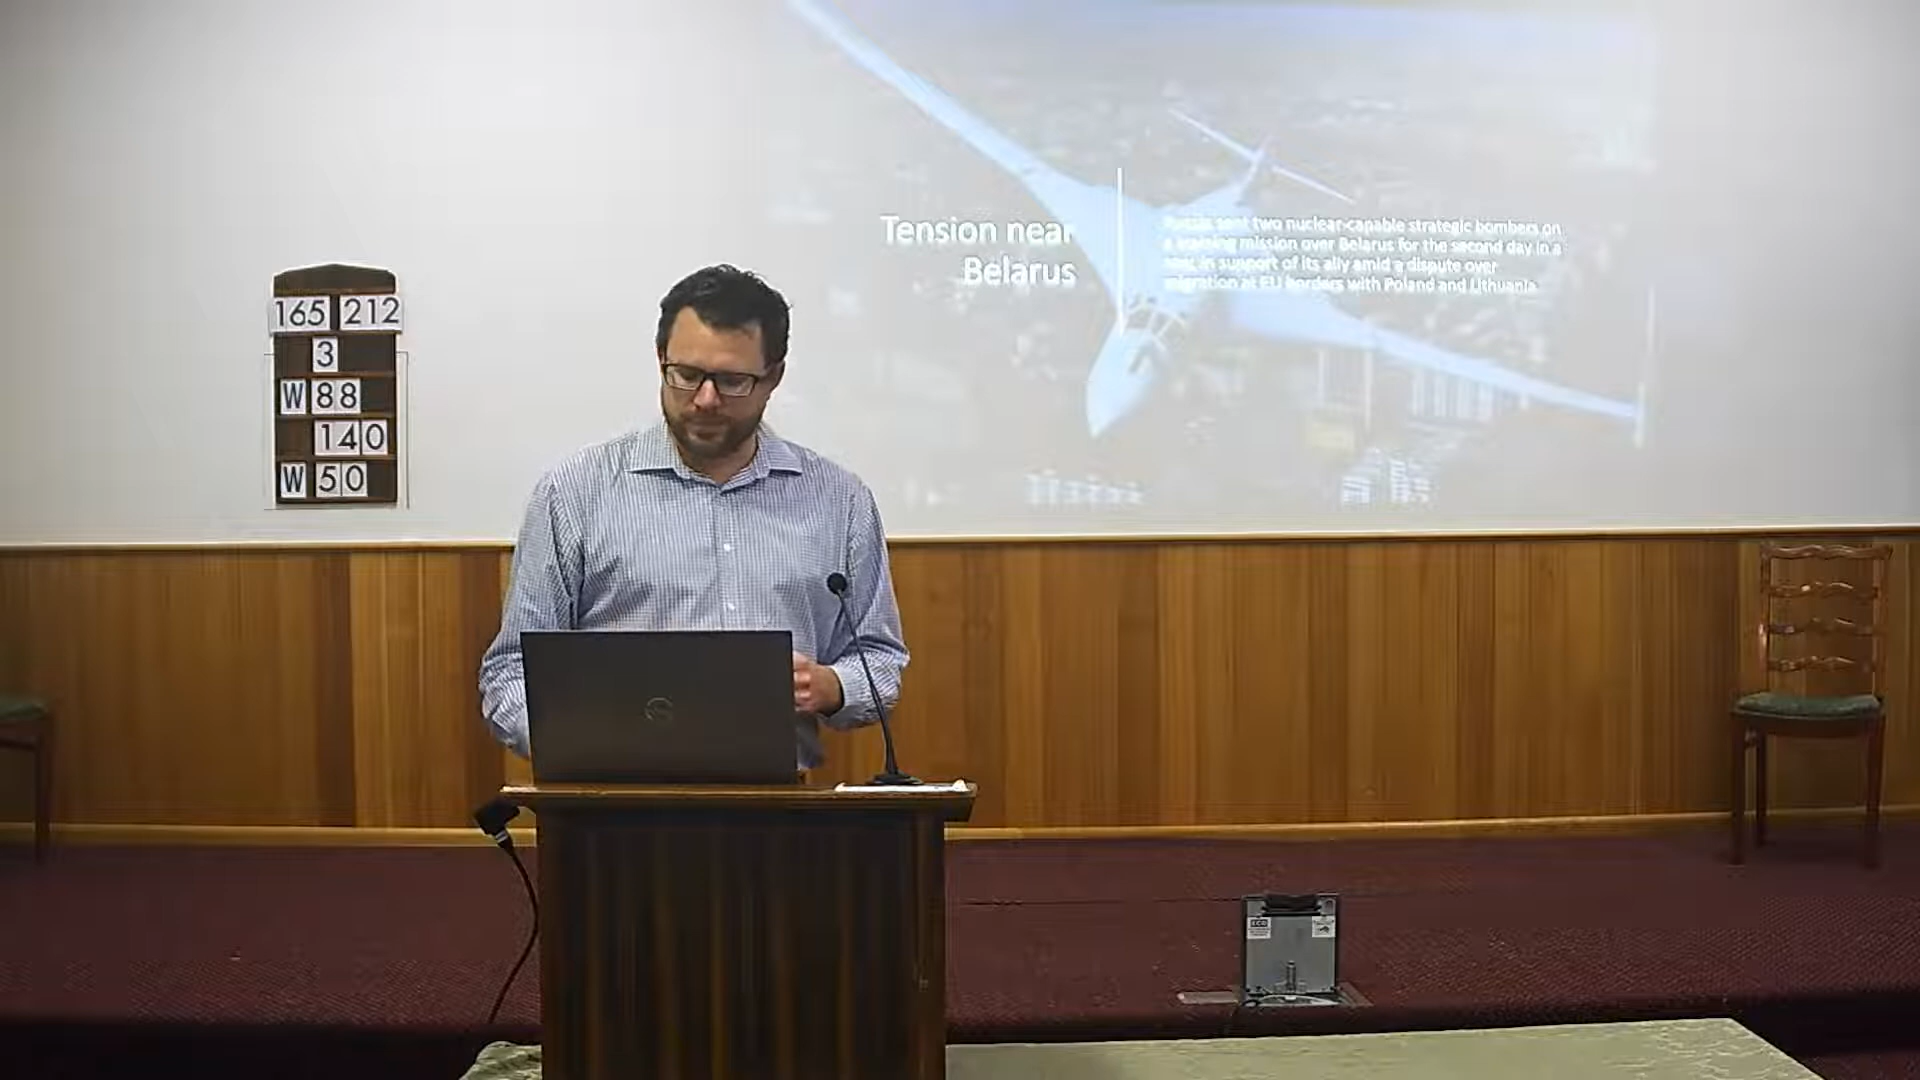 165 212
3
W 88
140
W 50
Tension near
Belarus
Russia sent two nuclear-capable strategic bombers on
a training mission over Belarus for the second day in a
row in support of its ally amid a dispute over
migration at EU borders with Poland and Lithuania.